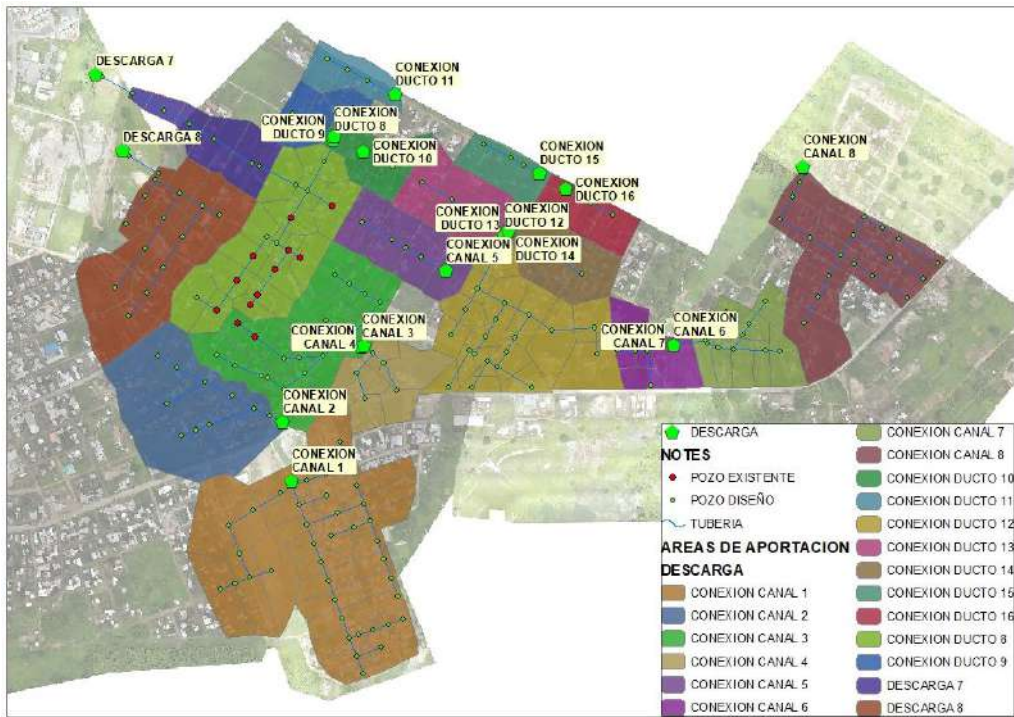 DESCARGA 7
CONEXION
DUCTO 11
CONEXION
DUCTO 9
CONEXION
DUCTO 8
DESCARGA 8
CONEXION
DUCTO 10
CONEXION
DUCTO 15
CONEXION
CANAL 8
CONEXION
DUCTO 16
CONEXION
DUCTO 13
CONEXION
DUCTO 12
CONEXION
CANAL 5
CONEXION
DUCTO 14
CONEXION
CANAL 4
CONEXION
CANAL 3
CONEXION
CANAL 7
CONEXION
CANAL 6
CONEXION
CANAL 2
CONEXION
CANAL 1
DESCARGA
NOTES
POZO EXISTENTE
POZO DISEÑO
TUBERIA
AREAS DE APORTACION
DESCARGA
CONEXION CANAL 1
CONEXION CANAL 2
CONEXION CANAL 3
CONEXION CANAL 4
CONEXION CANAL 5
CONEXION CANAL 6
CONEXION CANAL 7
CONEXION CANAL 8
CONEXION DUCTO 10
CONEXION DUCTO 11
CONEXION DUCTO 12
CONEXION DUCTO 13
CONEXION DUCTO 14
CONEXION DUCTO 15
CONEXION DUCTO 16
CONEXION DUCTO 8
CONEXION DUCTO 9
DESCARGA 7
DESCARGA 8